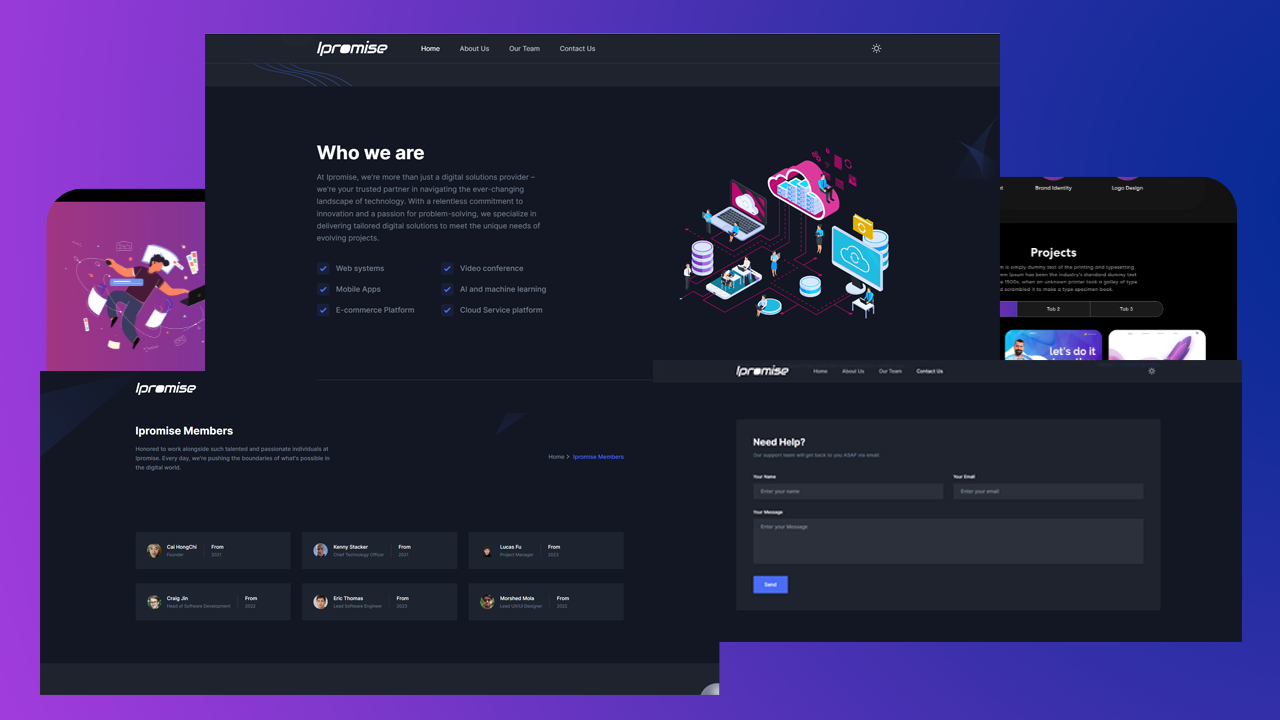 Ipromise
Home About Us Our Team Contact Us
Who we are
At Ipromise, we're more than just a digital solutions provider –
we're your trusted partner in navigating the ever-changing
landscape of technology. With a relentless commitment to
innovation and a passion for problem-solving, we specialize in
delivering tailored digital solutions to meet the unique needs of
evolving projects.
Web systems
Video conference
Mobile Apps
AI and machine learning
E-commerce Platform
Cloud Service platform
Brand Identity
Logo Design
Projects
m is simply dummy text of the printing and typesetting
rem Ipsum has been the industry's standard dummy text
e 1500s, when an unknown printer took a galley of type
d scrambled it to make a type specimen book.
Tab 2
Tab 3
let's do it
Ipromise
Ipromise Members
Honored to work alongside such talented and passionate individuals at
Ipromise. Every day, we're pushing the boundaries of what's possible in
the digital world.
Home > Ipromise Members
Cai HongChi From
Founder 2021
Kenny Stacker From
Chief Technology Officer 2021
Lucas Fu From
Project Manager 2023
Craig Jin From
Head of Software Development 2022
Eric Thomas From
Lead Software Engineer 2023
Morshed Mola From
Lead UX/UI Designer 2022
Ipromise
Home About Us Our Team Contact Us
Need Help?
Our support team will get back to you ASAP via email.
Your Name
Enter your name
Your Email
Enter your email
Your Message
Enter your Message
Send